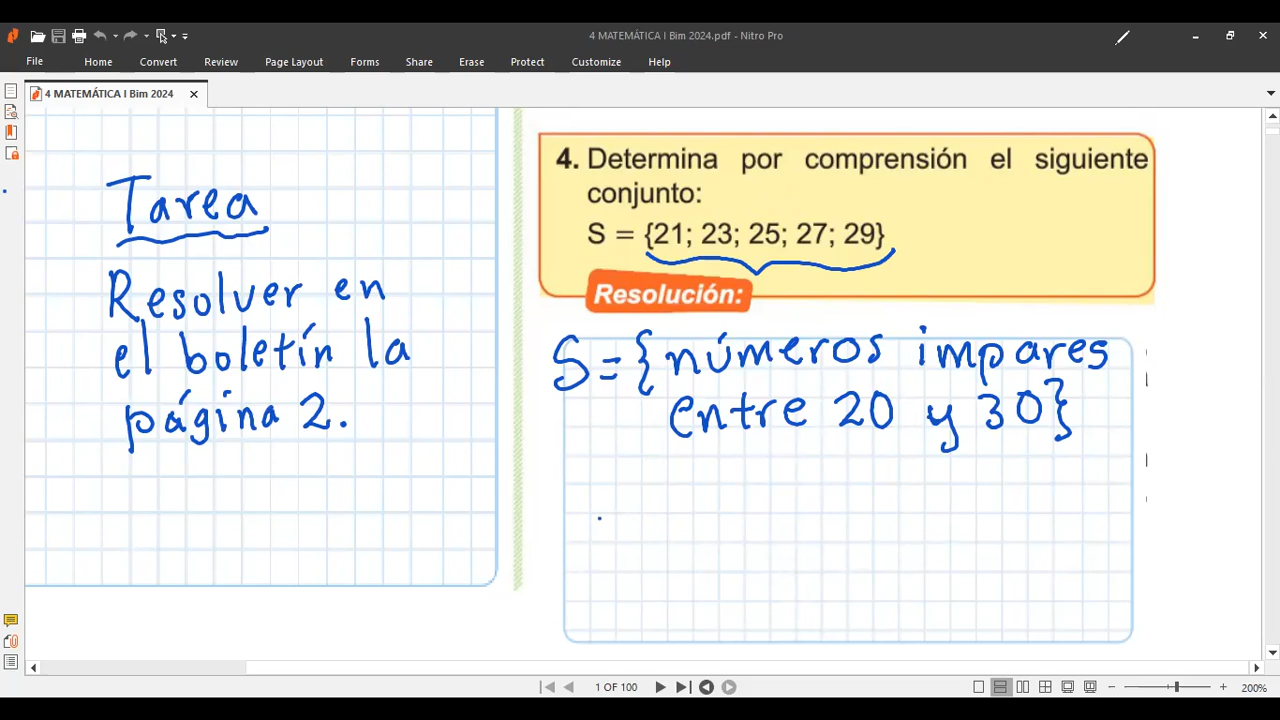 4 MATEMÁTICA I Bim 2024.pdf - Nitro Pro
File Home Convert Review Page Layout Forms Share Erase Protect Customize Help
4 MATEMÁTICA I Bim 2024
Tarea
Resolver en
el boletín la
página 2.
4. Determina por comprensión el siguiente
conjunto:
S = {21; 23; 25; 27; 29}
Resolución:
S={números impares
entre 20 y 30}
1 OF 100
200%